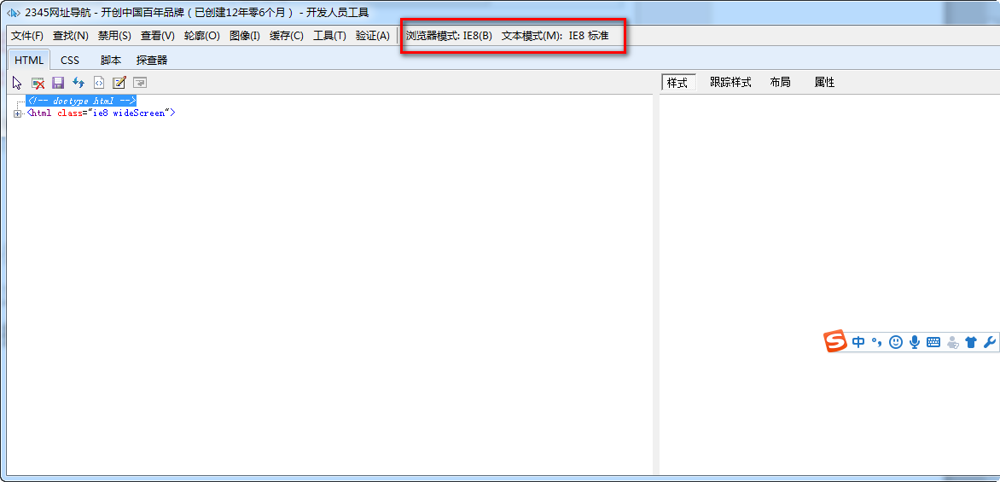 2345网址导航 - 开创中国百年品牌（已创建12年零6个月） - 开发人员工具
文件(F) 查找(N) 禁用(S) 查看(V) 轮廓(O) 图像(I) 缓存(C) 工具(T) 验证(A) 浏览器模式: IE8(B) 文本模式(M): IE8 标准
HTML CSS 脚本 探查器
样式 跟踪样式 布局 属性
<!-- doctype html -->
<html class="ie8 wideScreen">
S 中 °,